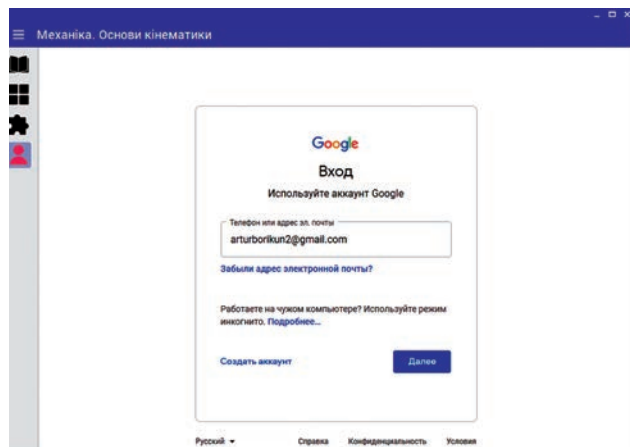 Механіка. Основи кінематики
Google
Вход
Используйте аккаунт Google
Телефон или адрес эл. почты
arturborikun2@gmail.com
Забыли адрес электронной почты?
Работаете на чужом компьютере? Используйте режим
инкогнито. Подробнее...
Создать аккаунт Далее
Русский Справка Конфиденциальность Условия